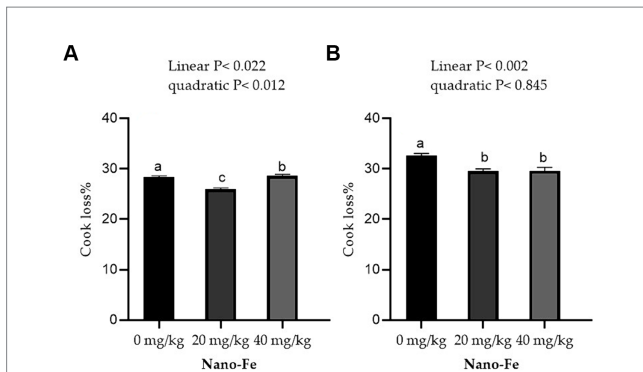 A
Linear P< 0.022
quadratic P< 0.012
40
30
20
10
0
Cook loss%
a
c
b
0 mg/kg 20 mg/kg 40 mg/kg
Nano-Fe
B
Linear P< 0.002
quadratic P< 0.845
40
30
20
10
0
Cook loss%
a
b
b
0 mg/kg 20 mg/kg 40 mg/kg
Nano-Fe